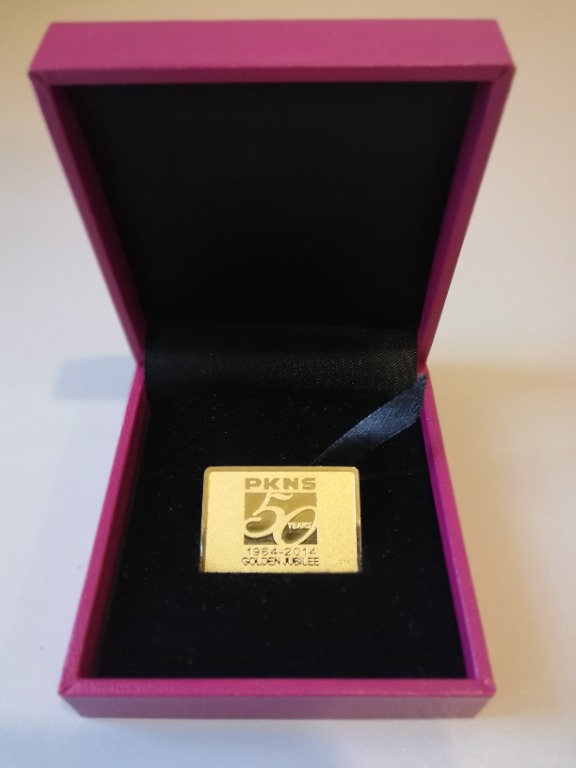 PKNS
50
YEARS
1964-2014
GOLDEN JUBILEE